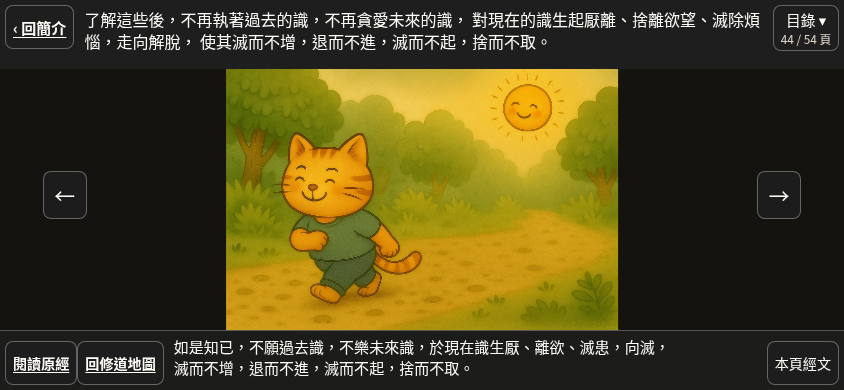 ‹ 回簡介
了解這些後，不再執著過去的識，不再貪愛未來的識， 對現在的識生起厭離、捨離欲望、滅除煩
惱，走向解脫， 使其滅而不增，退而不進，滅而不起，捨而不取。
目錄 ▾
44 / 54 頁
←
→
閱讀原經
回修道地圖
如是知已，不願過去識，不樂未來識，於現在識生厭、離欲、滅患，向滅，
滅而不增，退而不進，滅而不起，捨而不取。
本頁經文